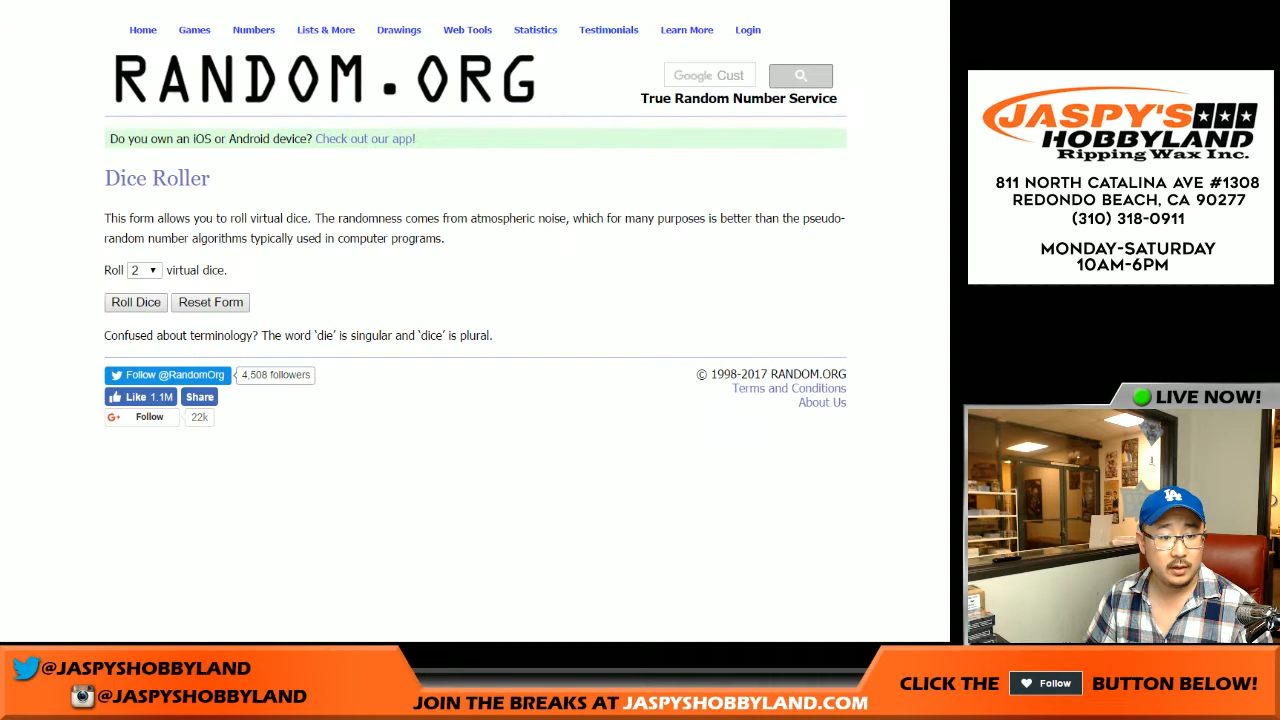 Home Games Numbers Lists & More Drawings Web Tools Statistics Testimonials Learn More Login
RANDOM.ORG
Google Cust
True Random Number Service
Do you own an iOS or Android device? Check out our app!
Dice Roller
This form allows you to roll virtual dice. The randomness comes from atmospheric noise, which for many purposes is better than the pseudo-
random number algorithms typically used in computer programs.
Roll 2 virtual dice.
Roll Dice Reset Form
Confused about terminology? The word ‘die’ is singular and ‘dice’ is plural.
Follow @RandomOrg 4,508 followers
Like 1.1M Share
G+ Follow 22k
© 1998-2017 RANDOM.ORG
Terms and Conditions
About Us
JASPY'S
HOBBYLAND
Ripping Wax Inc.
811 NORTH CATALINA AVE #1308
REDONDO BEACH, CA 90277
(310) 318-0911
MONDAY-SATURDAY
10AM-6PM
LIVE NOW!
LA
@JASPYSHOBBYLAND
@JASPYSHOBBYLAND
JOIN THE BREAKS AT JASPYSHOBBYLAND.COM
CLICK THE Follow BUTTON BELOW!